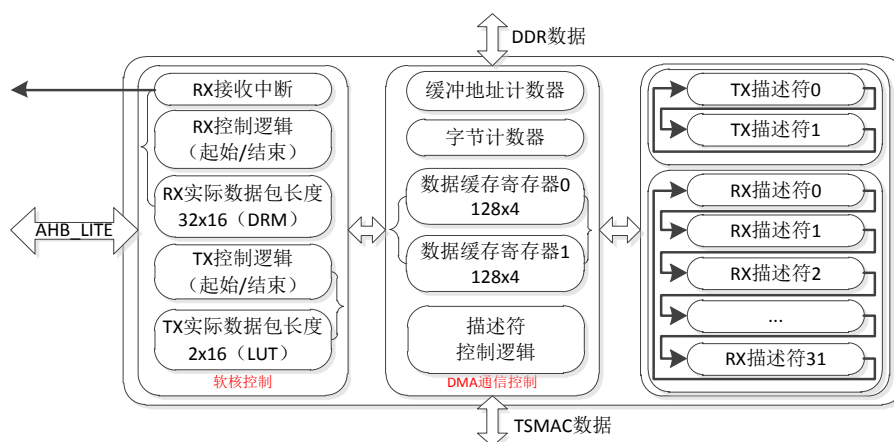 DDR数据
AHB_LITE
RX接收中断
RX控制逻辑
（起始/结束）
RX实际数据包长度
32x16（DRM）
TX控制逻辑
（起始/结束）
TX实际数据包长度
2x16（LUT）
软核控制
缓冲地址计数器
字节计数器
数据缓存寄存器0
128x4
数据缓存寄存器1
128x4
描述符
控制逻辑
DMA通信控制
TX描述符0
TX描述符1
RX描述符0
RX描述符1
RX描述符2
...
RX描述符31
TSMAC数据